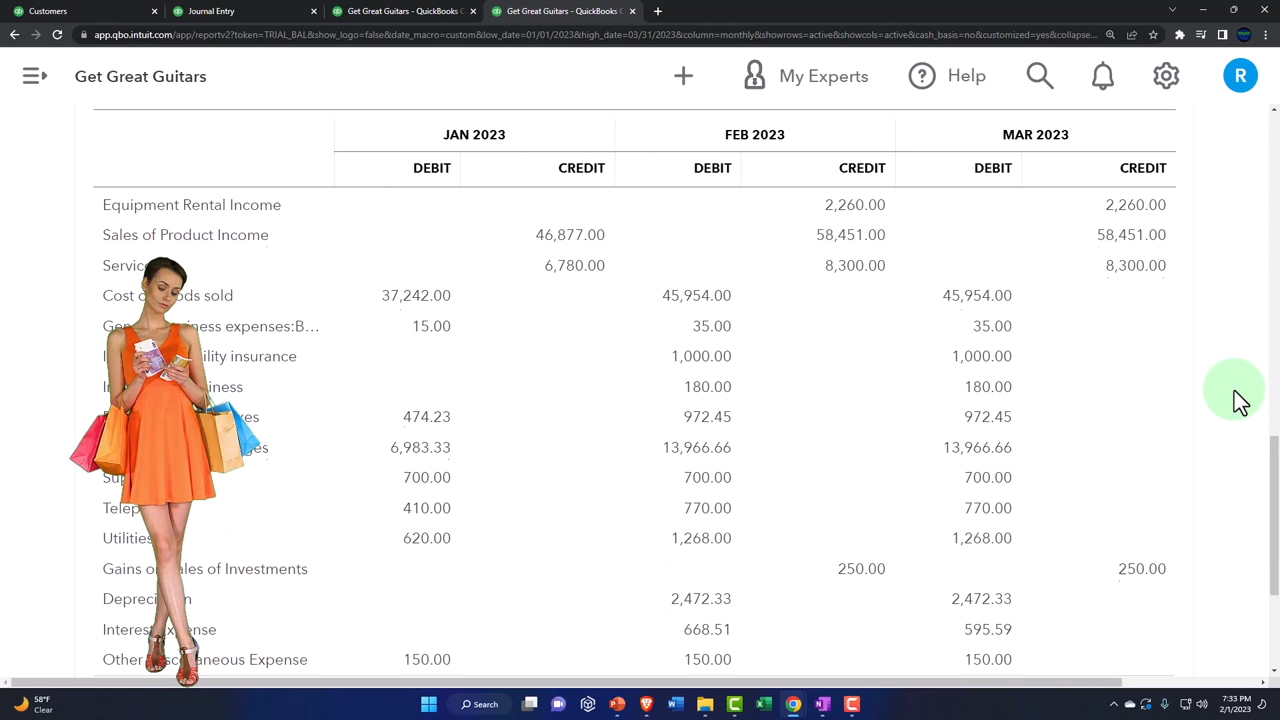 Customers × Journal Entry × Get Great Guitars - QuickBooks C × Get Great Guitars - QuickBooks C × +
app.qbo.intuit.com/app/reportv2?token=TRIAL_BAL&show_logo=false&date_macro=custom&low_date=01/01/2023&high_date=03/31/2023&column=monthly&showrows=active&showcols=active&cash_basis=no&customized=yes&collapse...
Get Great Guitars My Experts Help R
JAN 2023 FEB 2023 MAR 2023
DEBIT CREDIT DEBIT CREDIT DEBIT CREDIT
Equipment Rental Income 2,260.00 2,260.00
Sales of Product Income 46,877.00 58,451.00 58,451.00
6,780.00 8,300.00 8,300.00
Cost sold 37,242.00 45,954.00 45,954.00
expenses:B... 15.00 35.00 35.00
insurance 1,000.00 1,000.00
180.00 180.00
474.23 972.45 972.45
6,983.33 13,966.66 13,966.66
700.00 700.00 700.00
410.00 770.00 770.00
Utilities 620.00 1,268.00 1,268.00
Gains of Investments 250.00 250.00
2,472.33 2,472.33
Interest 668.51 595.59
Other Expense 150.00 150.00 150.00
58°F
Clear
Search
7:33 PM
2/1/2023